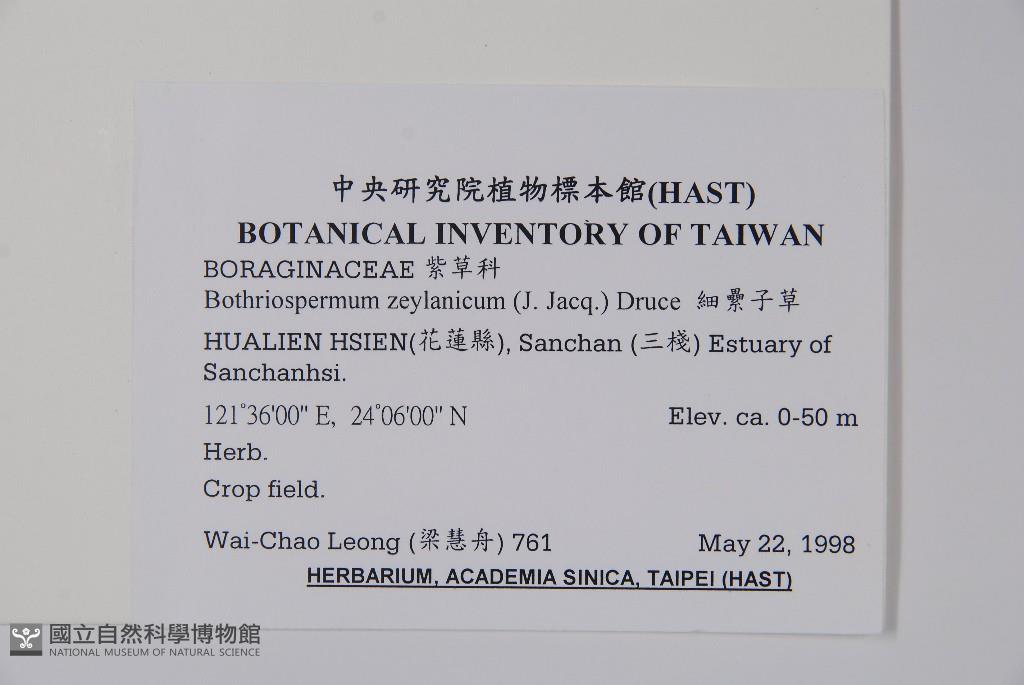 中央研究院植物標本館(HAST)
BOTANICAL INVENTORY OF TAIWAN
BORAGINACEAE 紫草科
Bothriospermum zeylanicum (J. Jacq.) Druce 細纍子草
HUALIEN HSIEN(花蓮縣), Sanchan (三棧) Estuary of
Sanchanhsi.
121°36'00" E, 24°06'00" N Elev. ca. 0-50 m
Herb.
Crop field.
Wai-Chao Leong (梁慧舟) 761 May 22, 1998
HERBARIUM, ACADEMIA SINICA, TAIPEI (HAST)
國立自然科學博物館
NATIONAL MUSEUM OF NATURAL SCIENCE